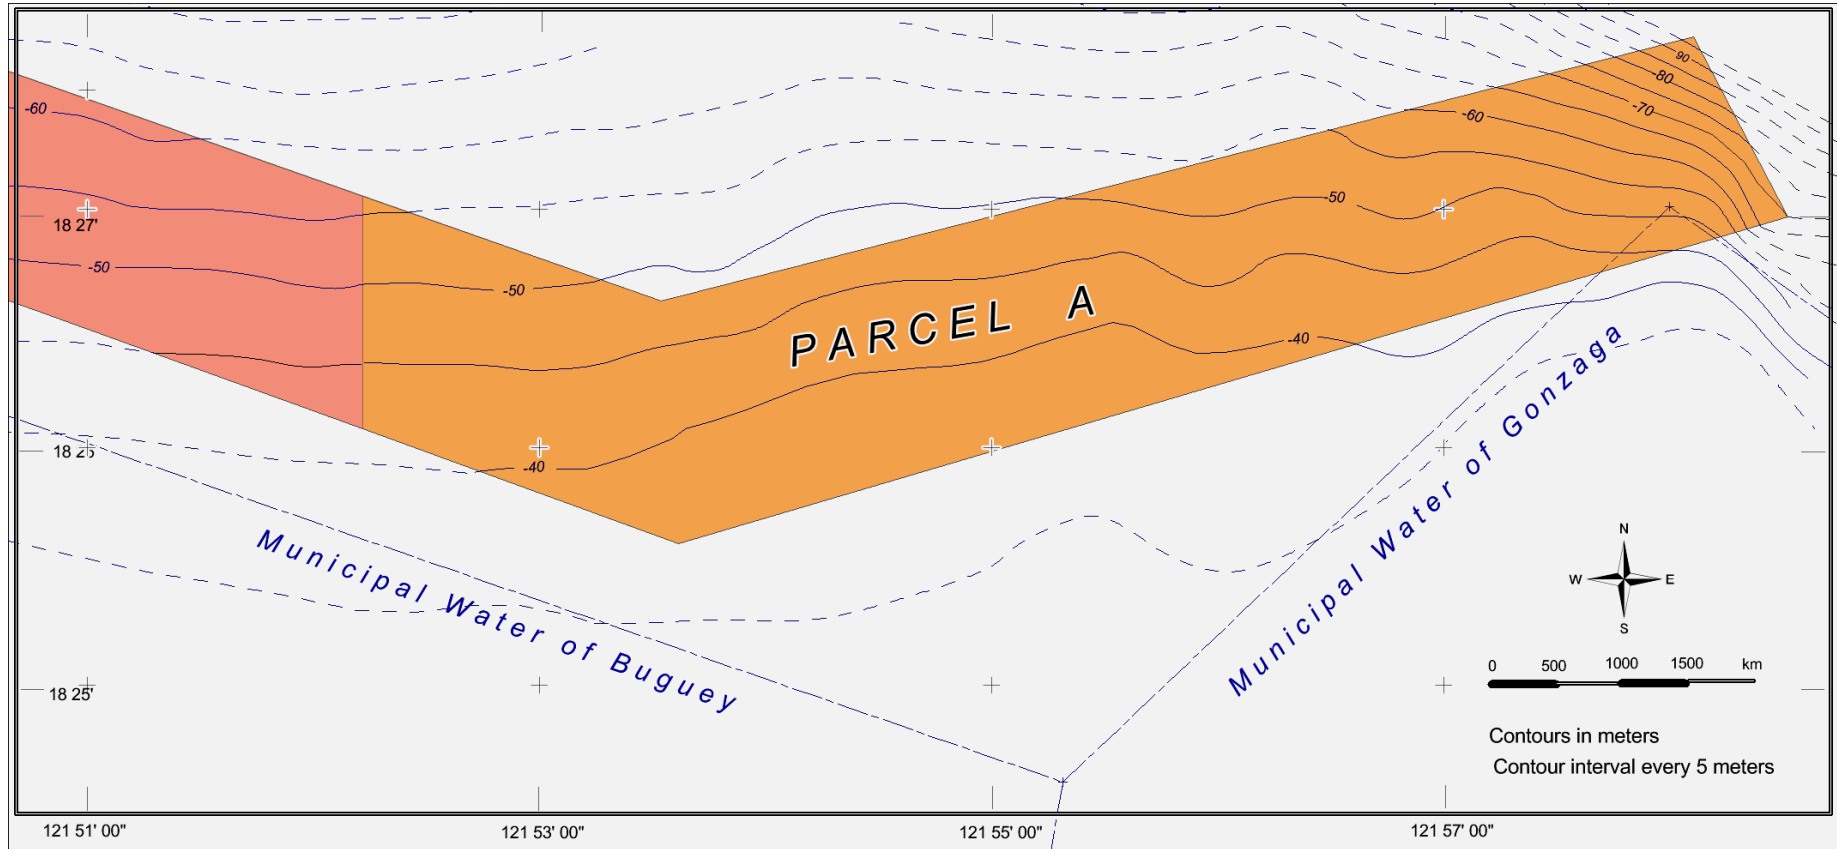 90
-80
-70
-60
-60
-50
18 27'
-50
-50
PARCEL A
-40
18 26
-40
Municipal Water of Gonzaga
Municipal Water of Buguey
N
W E
S
0 500 1000 1500 km
18 25'
Contours in meters
Contour interval every 5 meters
121 51' 00" 121 53' 00" 121 55' 00" 121 57' 00"